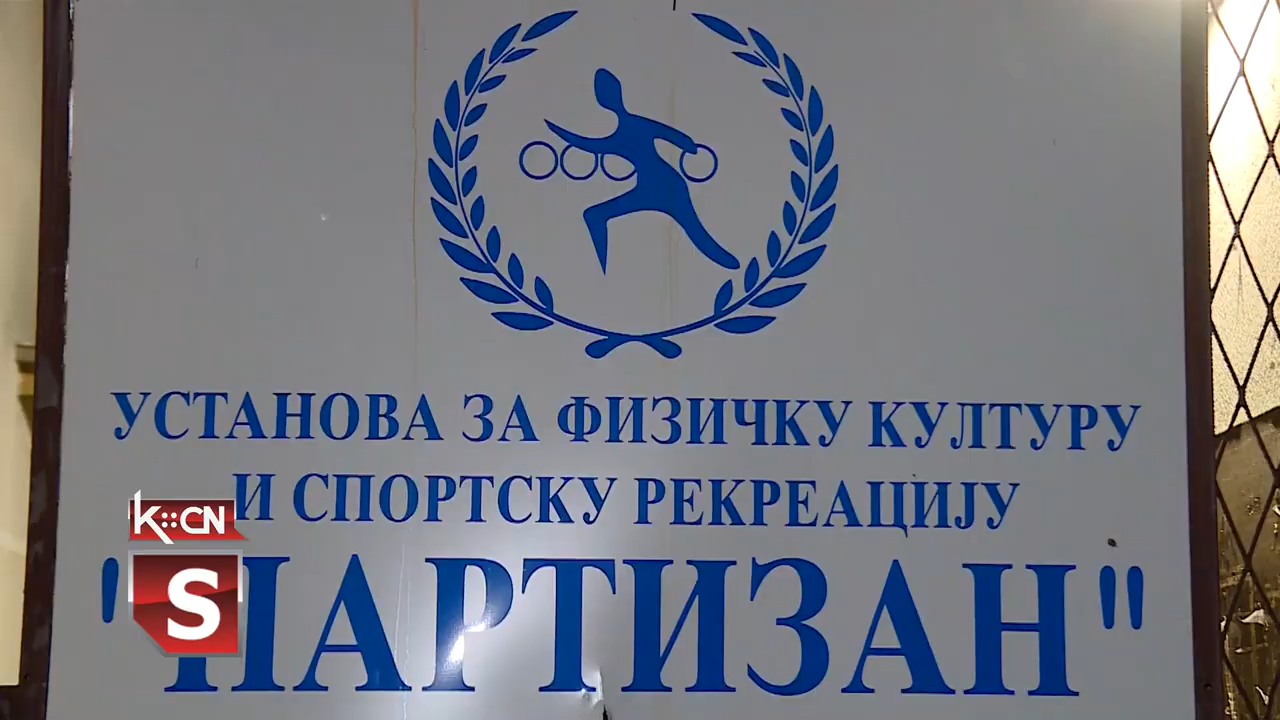 УСТАНОВА ЗА ФИЗИЧКУ КУЛТУРУ
И СПОРТСКУ РЕКРЕАЦИЈУ
"ПАРТИЗАН"
K::CN
S